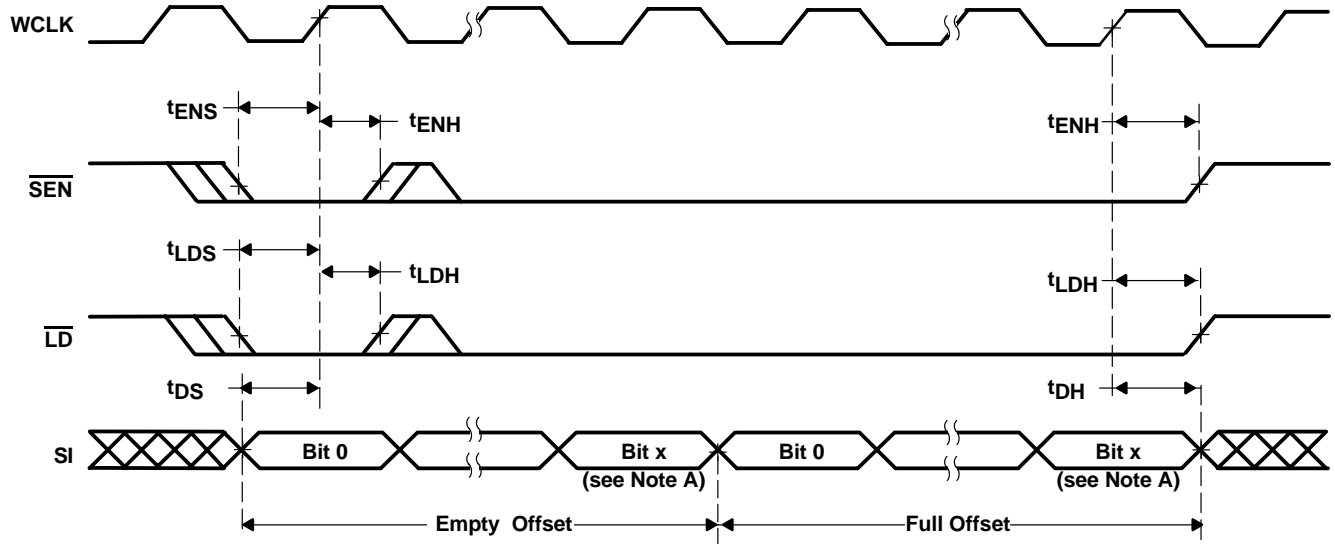 WCLK
tENS
tENH
tENH
SEN
tLDS
tLDH
tLDH
LD
tDS
tDH
SI
Bit 0
Bit x
(see Note A)
Bit 0
Bit x
(see Note A)
Empty Offset
Full Offset